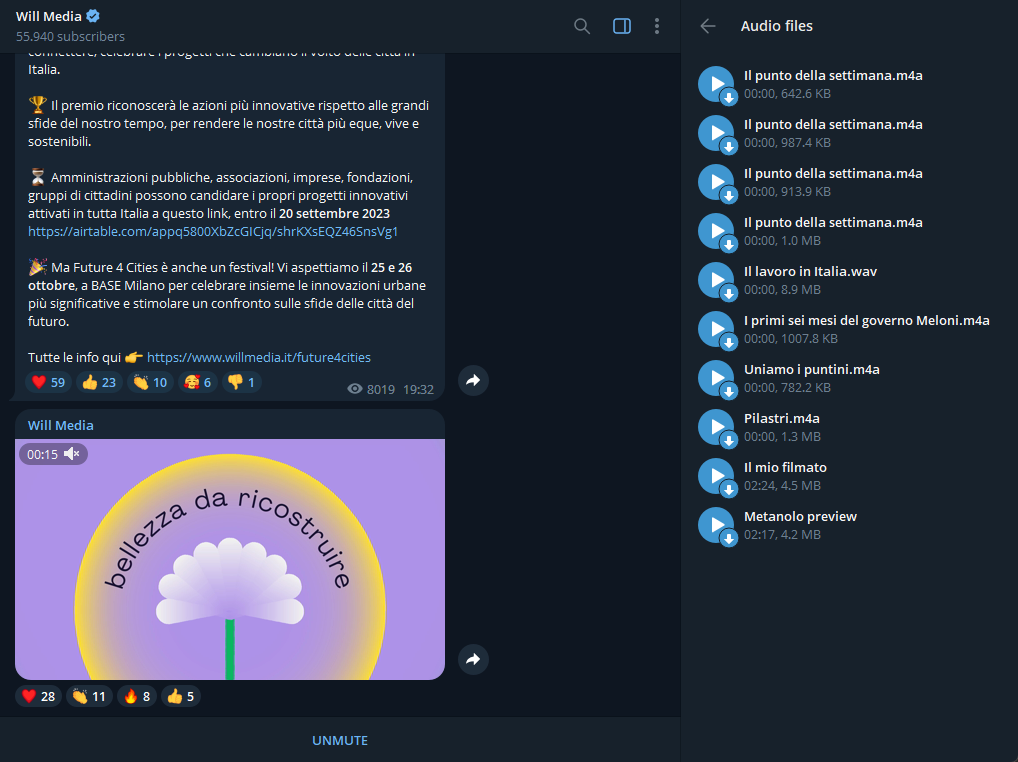 Will Media
55.940 subscribers
connettere, celebrare i progetti che cambiano il volto delle città in
Italia.
🏆 Il premio riconoscerà le azioni più innovative rispetto alle grandi
sfide del nostro tempo, per rendere le nostre città più eque, vive e
sostenibili.
⏳ Amministrazioni pubbliche, associazioni, imprese, fondazioni,
gruppi di cittadini possono candidare i propri progetti innovativi
attivati in tutta Italia a questo link, entro il 20 settembre 2023
https://airtable.com/appq5800XbZcGICjq/shrKXsEQZ46SnsVg1
🎉 Ma Future 4 Cities è anche un festival! Vi aspettiamo il 25 e 26
ottobre, a BASE Milano per celebrare insieme le innovazioni urbane
più significative e stimolare un confronto sulle sfide delle città del
futuro.
Tutte le info qui 👉 https://www.willmedia.it/future4cities
❤️ 59 👍 23 👏 10 🥰 6 👎 1
8019 19:32
Will Media
00:15
bellezza da ricostruire
❤️ 28 👏 11 🔥 8 👍 5
UNMUTE
Audio files
Il punto della settimana.m4a
00:00, 642.6 KB
Il punto della settimana.m4a
00:00, 987.4 KB
Il punto della settimana.m4a
00:00, 913.9 KB
Il punto della settimana.m4a
00:00, 1.0 MB
Il lavoro in Italia.wav
00:00, 8.9 MB
I primi sei mesi del governo Meloni.m4a
00:00, 1007.8 KB
Uniamo i puntini.m4a
00:00, 782.2 KB
Pilastri.m4a
00:00, 1.3 MB
Il mio filmato
02:24, 4.5 MB
Metanolo preview
02:17, 4.2 MB